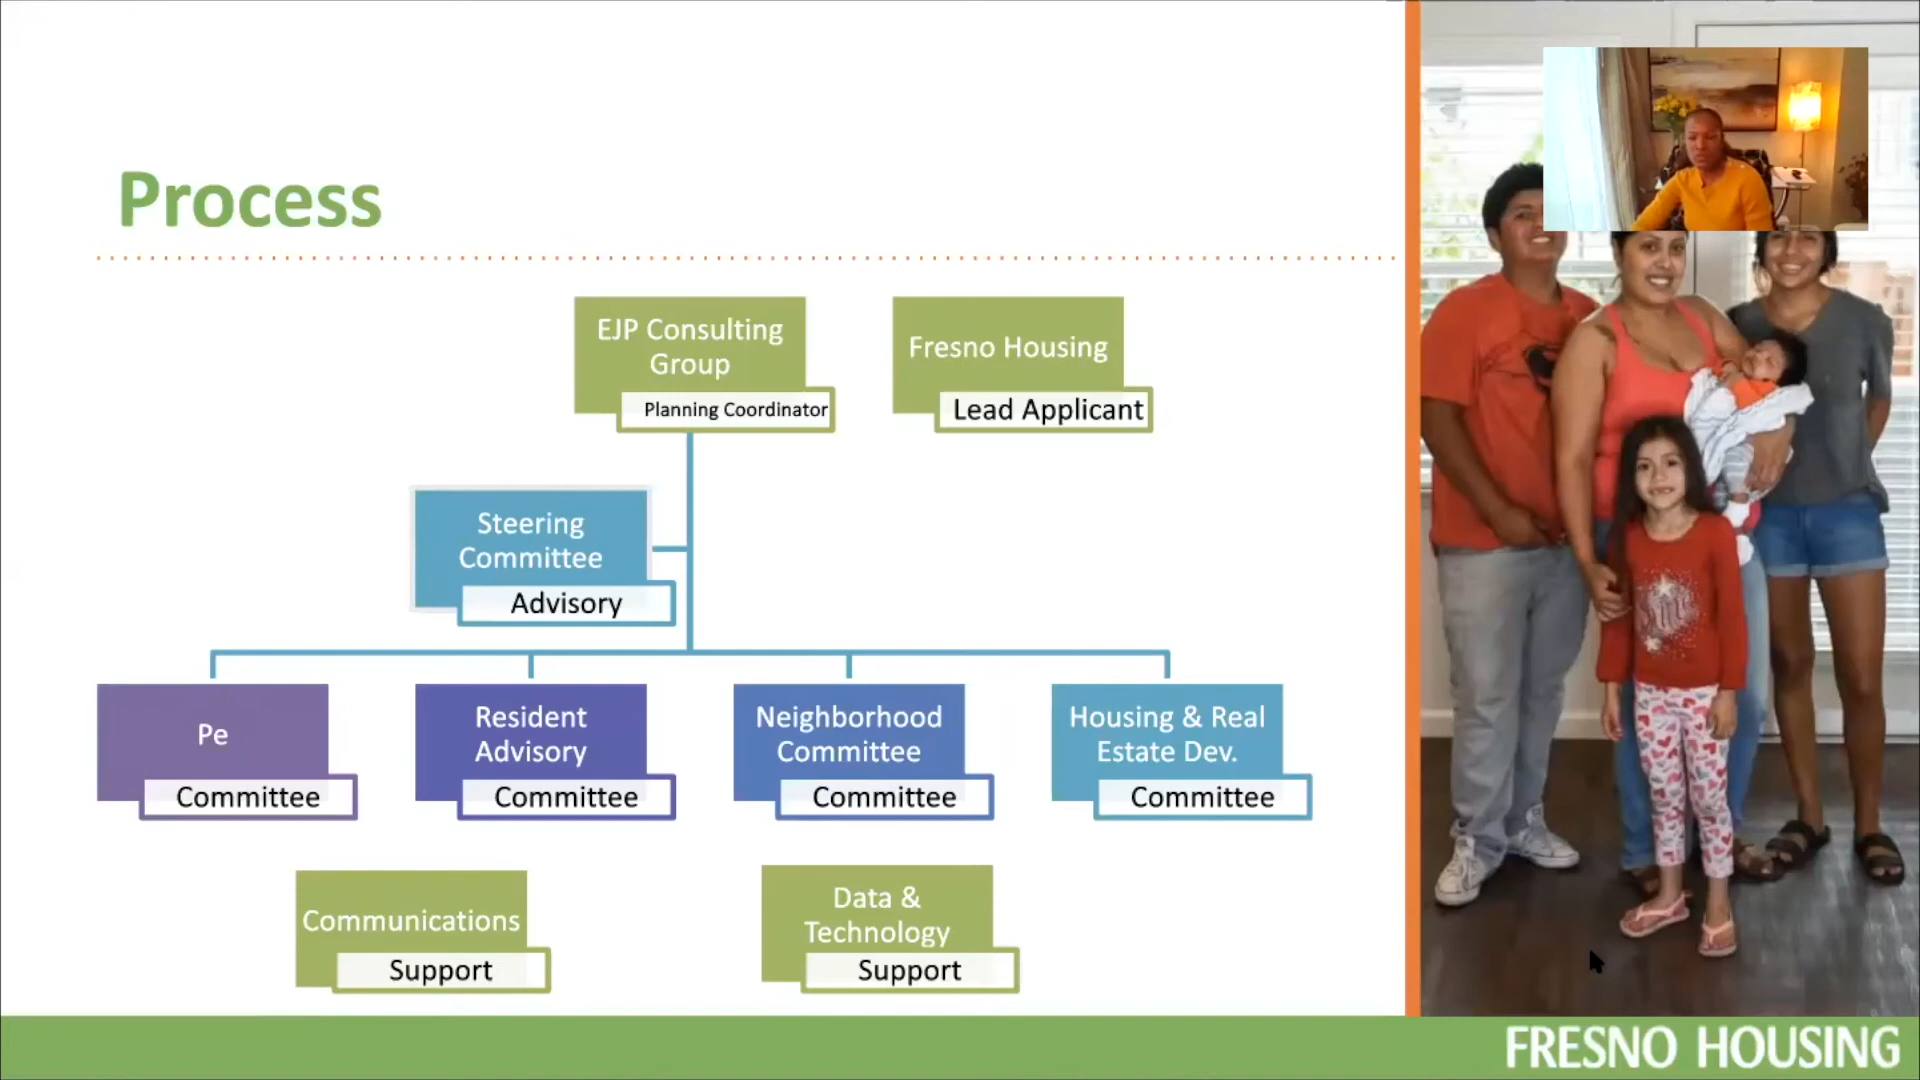 Process
EJP Consulting
Group
Planning Coordinator
Fresno Housing
Lead Applicant
Steering
Committee
Advisory
Pe
Committee
Resident
Advisory
Committee
Neighborhood
Committee
Committee
Housing & Real
Estate Dev.
Committee
Communications
Support
Data &
Technology
Support
FRESNO HOUSING